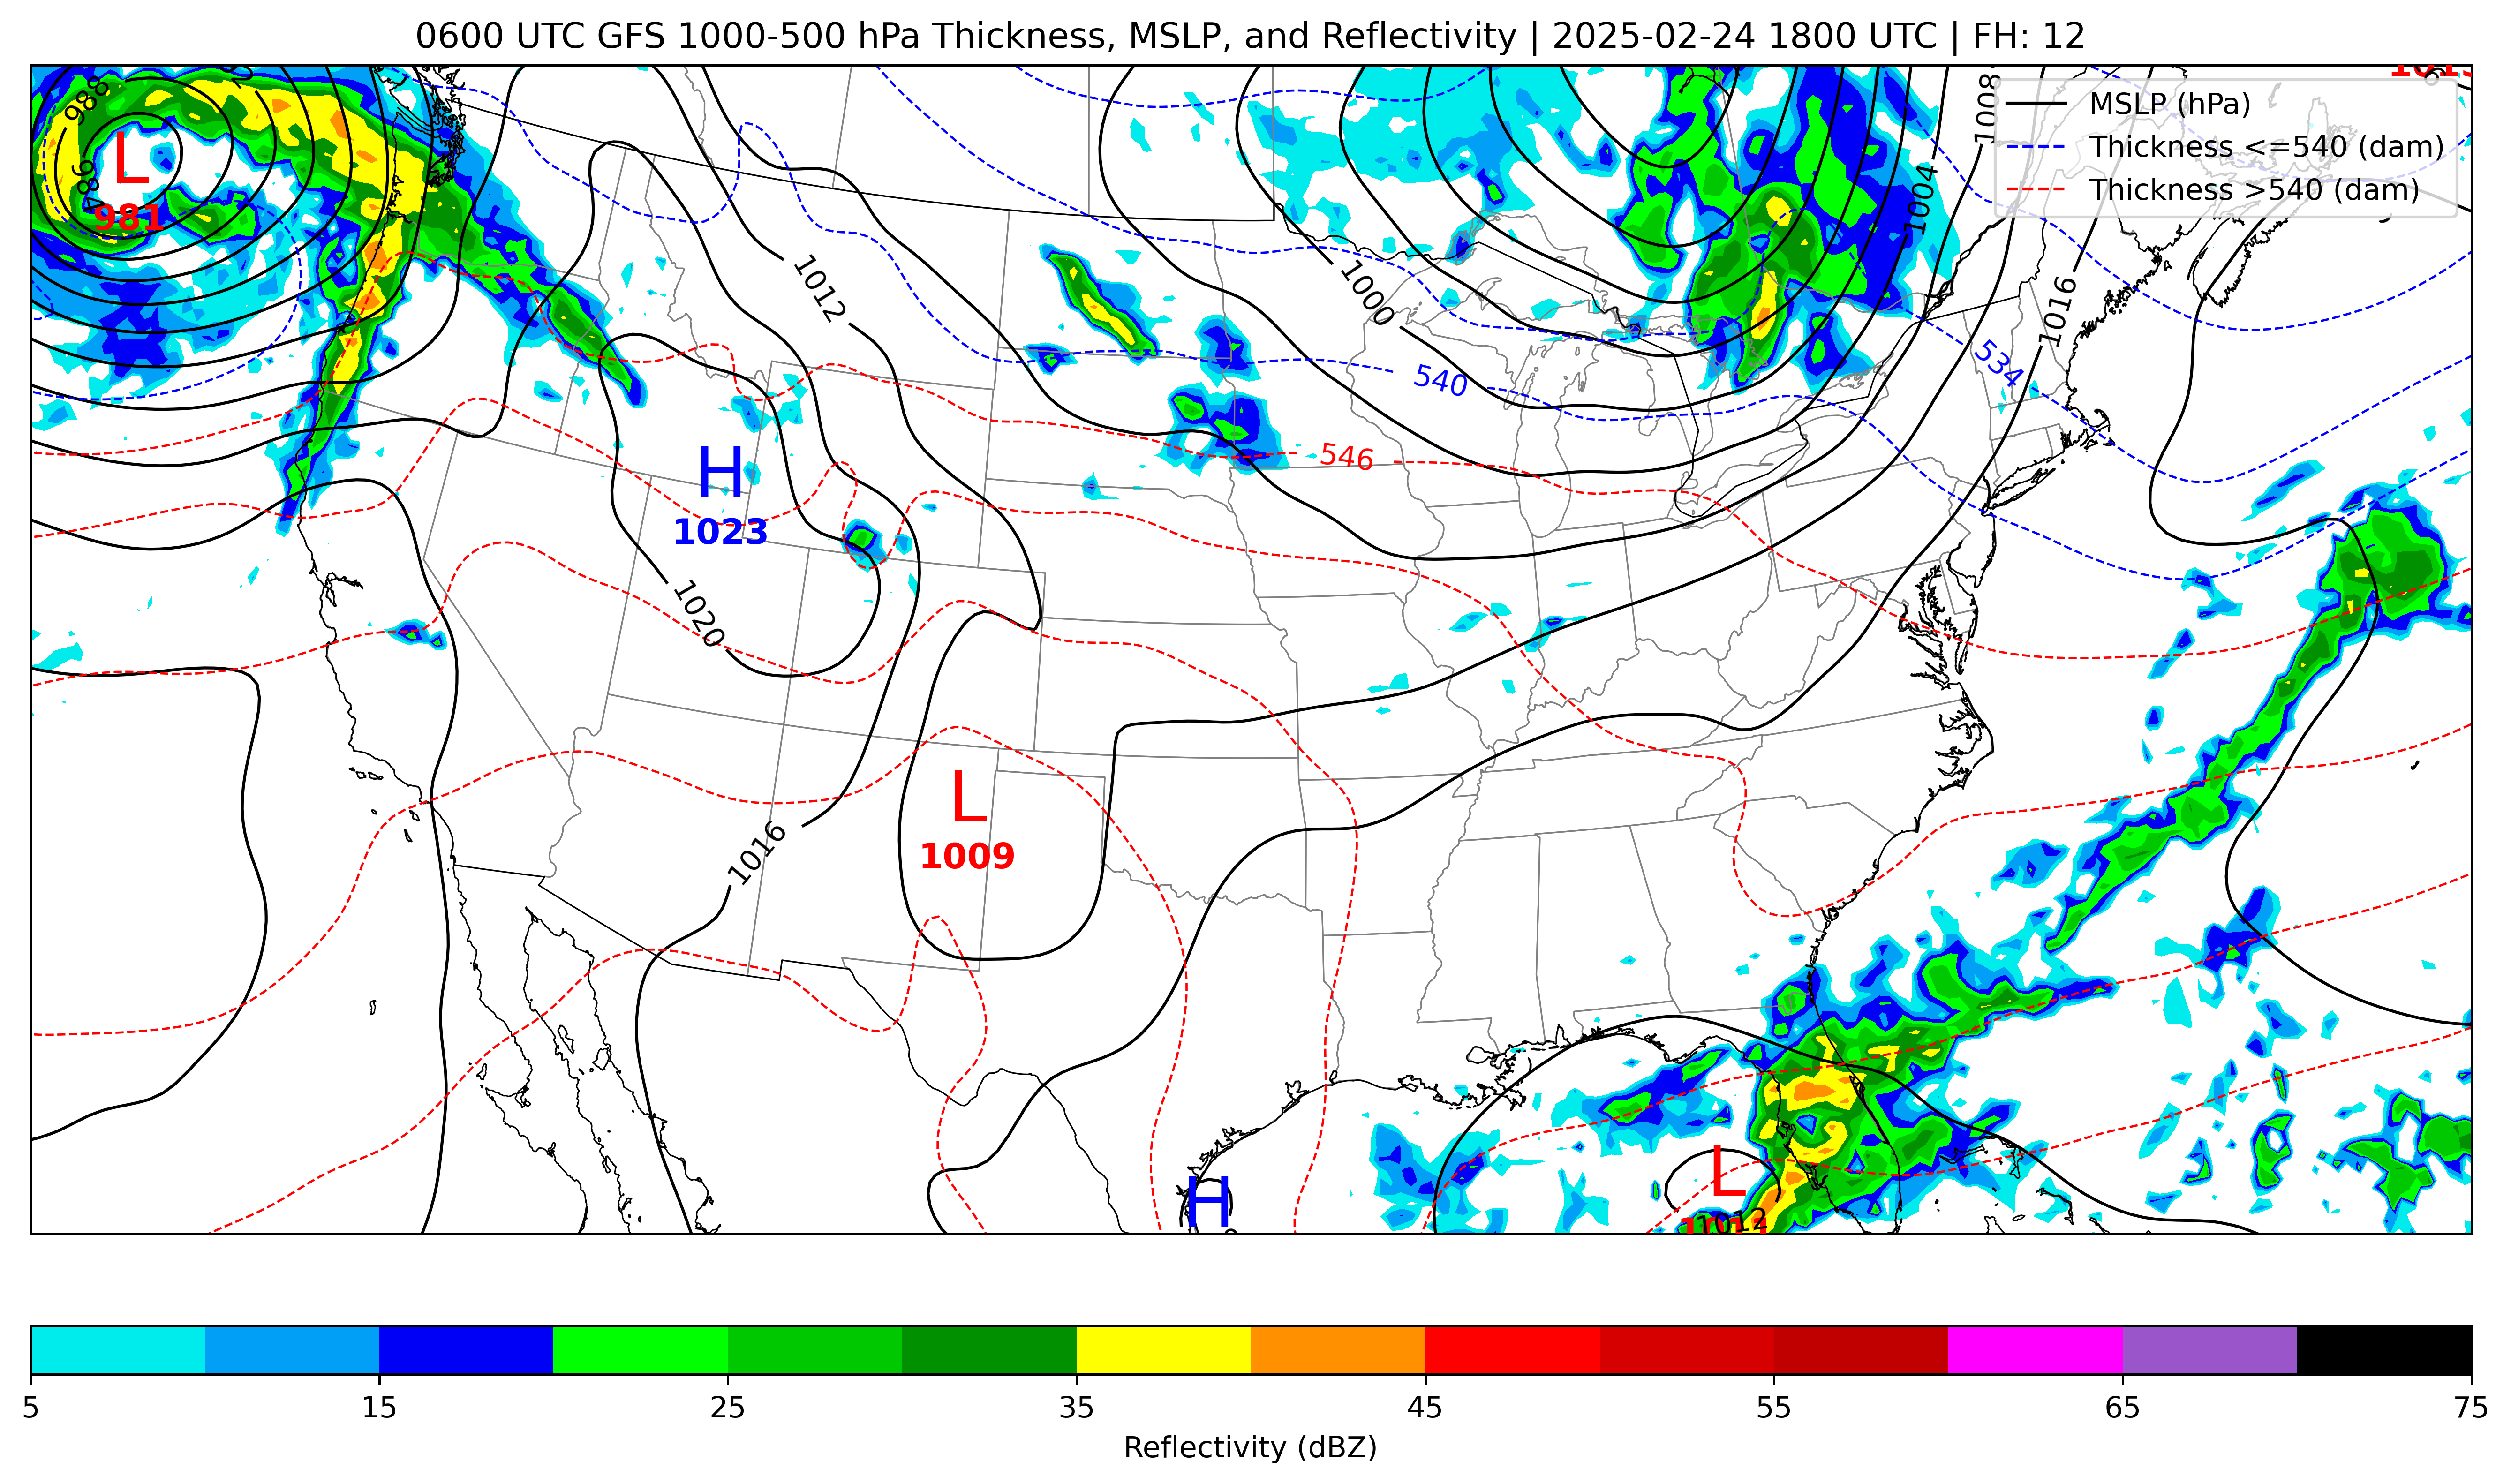 0600 UTC GFS 1000-500 hPa Thickness, MSLP, and Reflectivity | 2025-02-24 1800 UTC | FH: 12
MSLP (hPa)
Thickness <=540 (dam)
Thickness >540 (dam)
988
984
L
981
1008
1004
1012
1000
1016
540
534
546
H
1023
1020
L
1009
1016
L
H
1012
5 15 25 35 45 55 65 75
Reflectivity (dBZ)